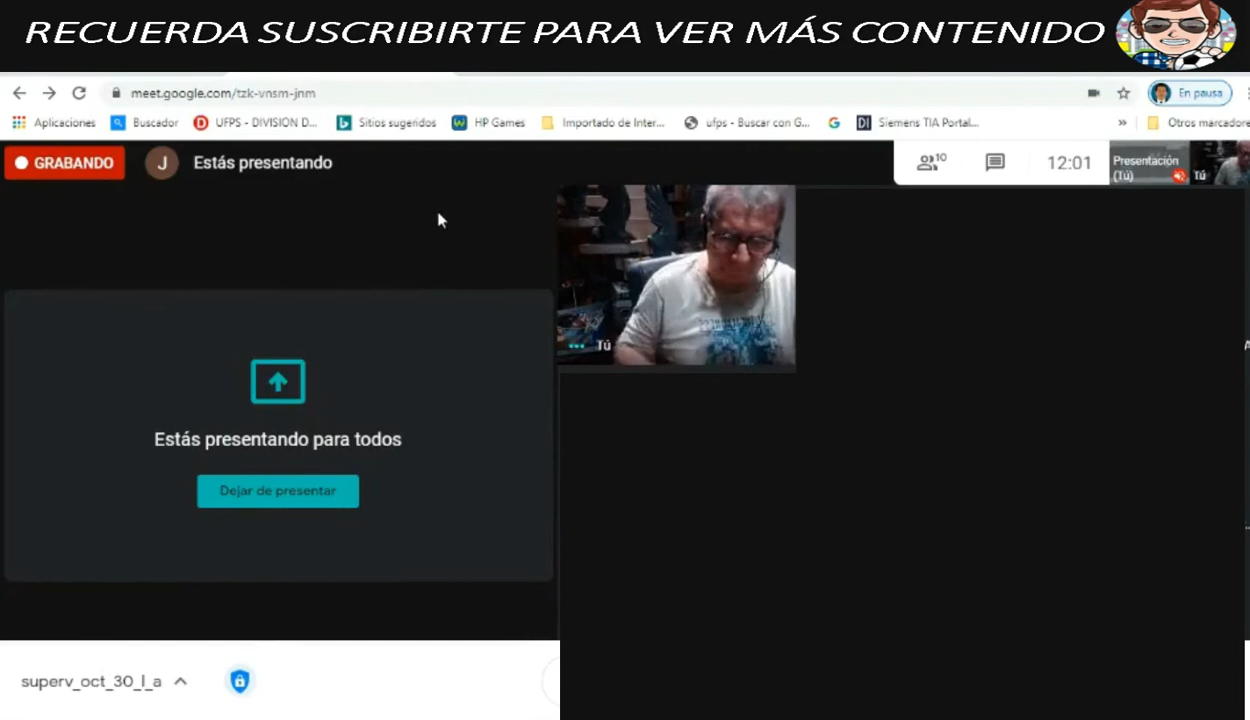 RECUERDA SUSCRIBIRTE PARA VER MÁS CONTENIDO
meet.google.com/tzk-vnsm-jnm
En pausa
Aplicaciones
Buscador
UFPS - DIVISION D...
Sitios sugeridos
HP Games
Importado de Inter...
ufps - Buscar con G...
Siemens TIA Portal...
»
Otros marcadore
GRABANDO
J
Estás presentando
10
12:01
Presentación
(Tú)
Tú
Tú
Estás presentando para todos
Dejar de presentar
superv_oct_30_l_a